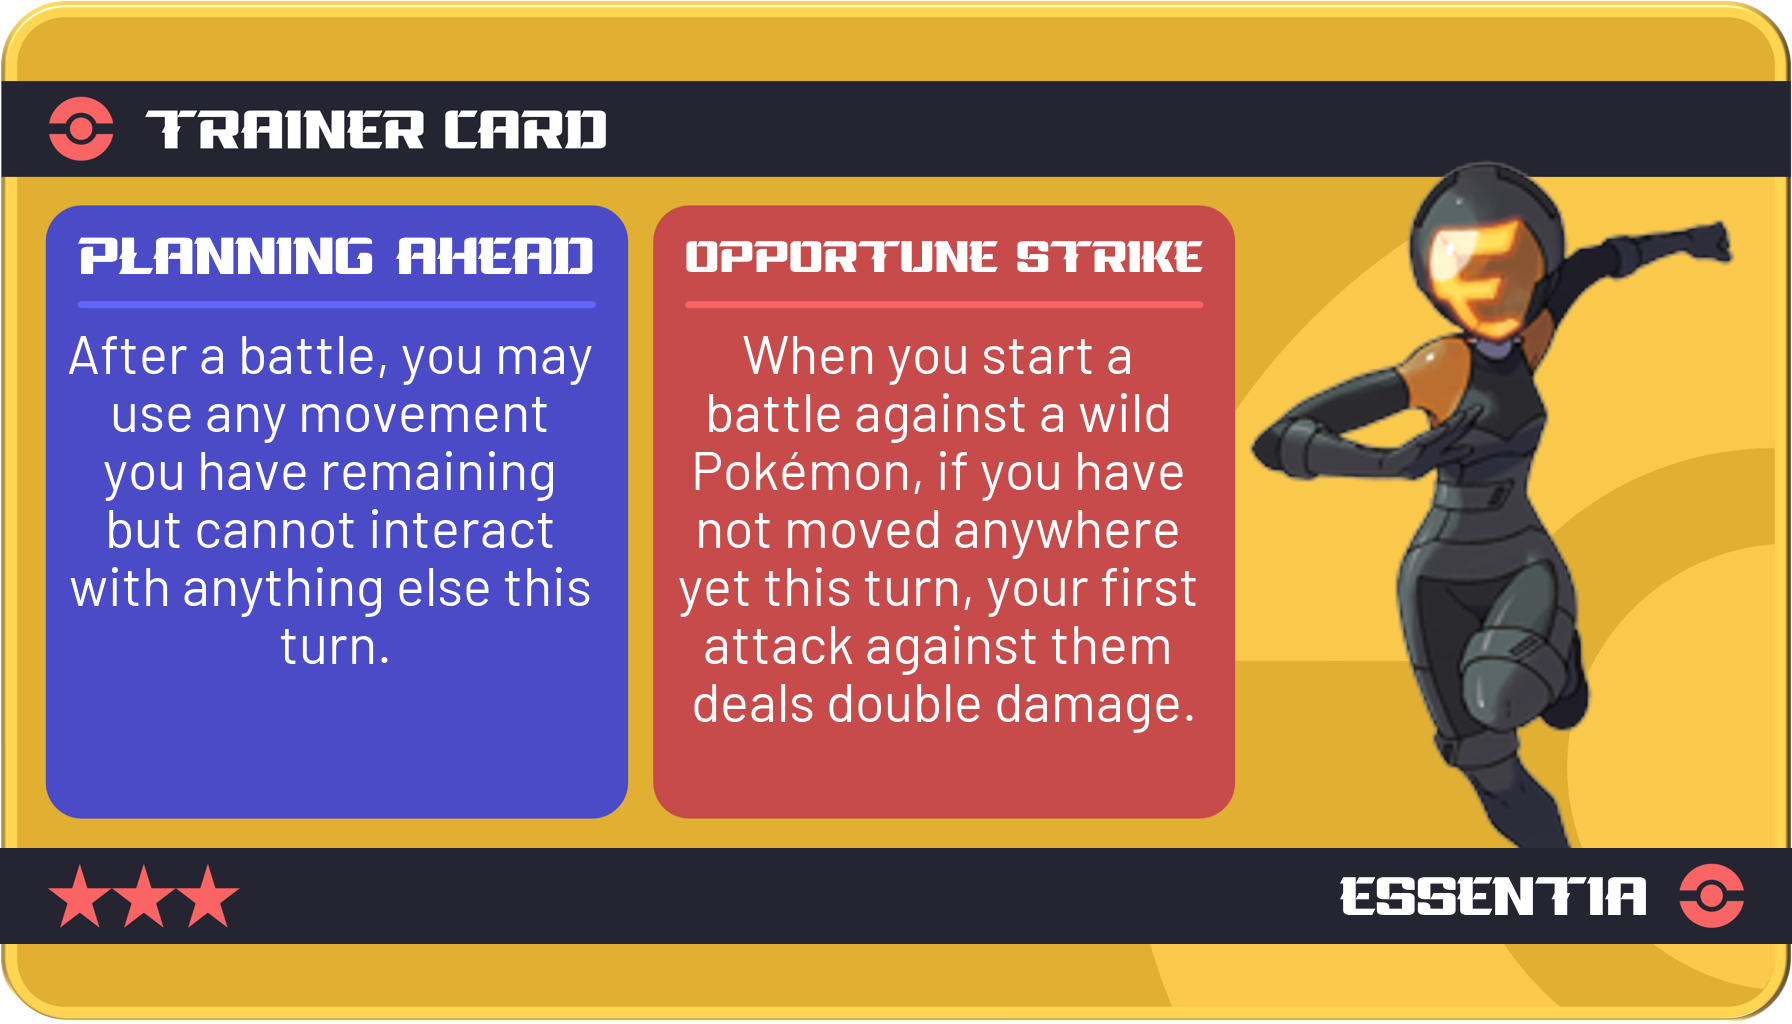 TRAINER CARD
PLANNING AHEAD
After a battle, you may
use any movement
you have remaining
but cannot interact
with anything else this
turn.
OPPORTUNE STRIKE
When you start a
battle against a wild
Pokémon, if you have
not moved anywhere
yet this turn, your first
attack against them
deals double damage.
ESSENTIA